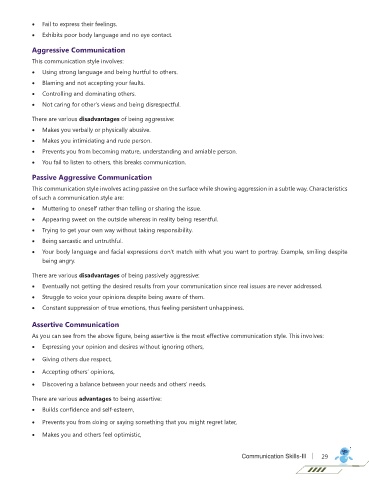 • Fail to express their feelings.
• Exhibits poor body language and no eye contact.
Aggressive Communication
This communication style involves:
• Using strong language and being hurtful to others.
• Blaming and not accepting your faults.
• Controlling and dominating others.
• Not caring for other's views and being disrespectful.
There are various disadvantages of being aggressive:
• Makes you verbally or physically abusive.
• Makes you intimidating and rude person.
• Prevents you from becoming mature, understanding and amiable person.
• You fail to listen to others, this breaks communication.
Passive Aggressive Communication
This communication style involves acting passive on the surface while showing aggression in a subtle way. Characteristics
of such a communication style are:
• Muttering to oneself rather than telling or sharing the issue.
• Appearing sweet on the outside whereas in reality being resentful.
• Trying to get your own way without taking responsibility.
• Being sarcastic and untruthful.
• Your body language and facial expressions don't match with what you want to portray. Example, smiling despite
being angry.
There are various disadvantages of being passively aggressive:
• Eventually not getting the desired results from your communication since real issues are never addressed.
• Struggle to voice your opinions despite being aware of them.
• Constant suppression of true emotions, thus feeling persistent unhappiness.
Assertive Communication
As you can see from the above figure, being assertive is the most effective communication style. This involves:
• Expressing your opinion and desires without ignoring others,
• Giving others due respect,
• Accepting others' opinions,
• Discovering a balance between your needs and others' needs.
There are various advantages to being assertive:
• Builds confidence and self-esteem,
• Prevents you from doing or saying something that you might regret later,
• Makes you and others feel optimistic,
Communication Skills-III | 29